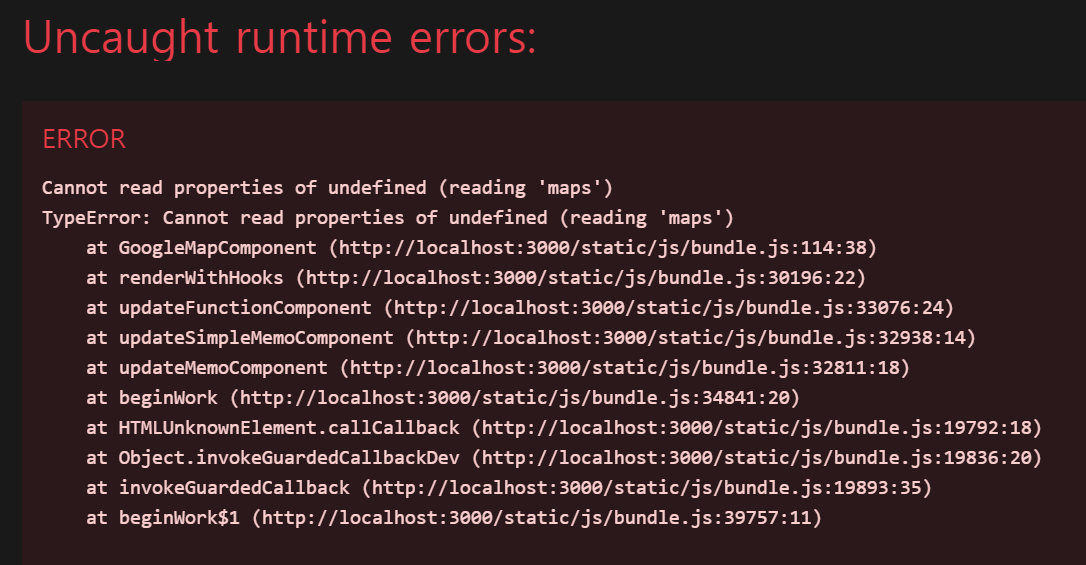 Uncaught runtime errors:
ERROR
Cannot read properties of undefined (reading 'maps')
TypeError: Cannot read properties of undefined (reading 'maps')
    at GoogleMapComponent (http://localhost:3000/static/js/bundle.js:114:38)
    at renderWithHooks (http://localhost:3000/static/js/bundle.js:30196:22)
    at updateFunctionComponent (http://localhost:3000/static/js/bundle.js:33076:24)
    at updateSimpleMemoComponent (http://localhost:3000/static/js/bundle.js:32938:14)
    at updateMemoComponent (http://localhost:3000/static/js/bundle.js:32811:18)
    at beginWork (http://localhost:3000/static/js/bundle.js:34841:20)
    at HTMLUnknownElement.callCallback (http://localhost:3000/static/js/bundle.js:19792:18)
    at Object.invokeGuardedCallbackDev (http://localhost:3000/static/js/bundle.js:19836:20)
    at invokeGuardedCallback (http://localhost:3000/static/js/bundle.js:19893:35)
    at beginWork$1 (http://localhost:3000/static/js/bundle.js:39757:11)